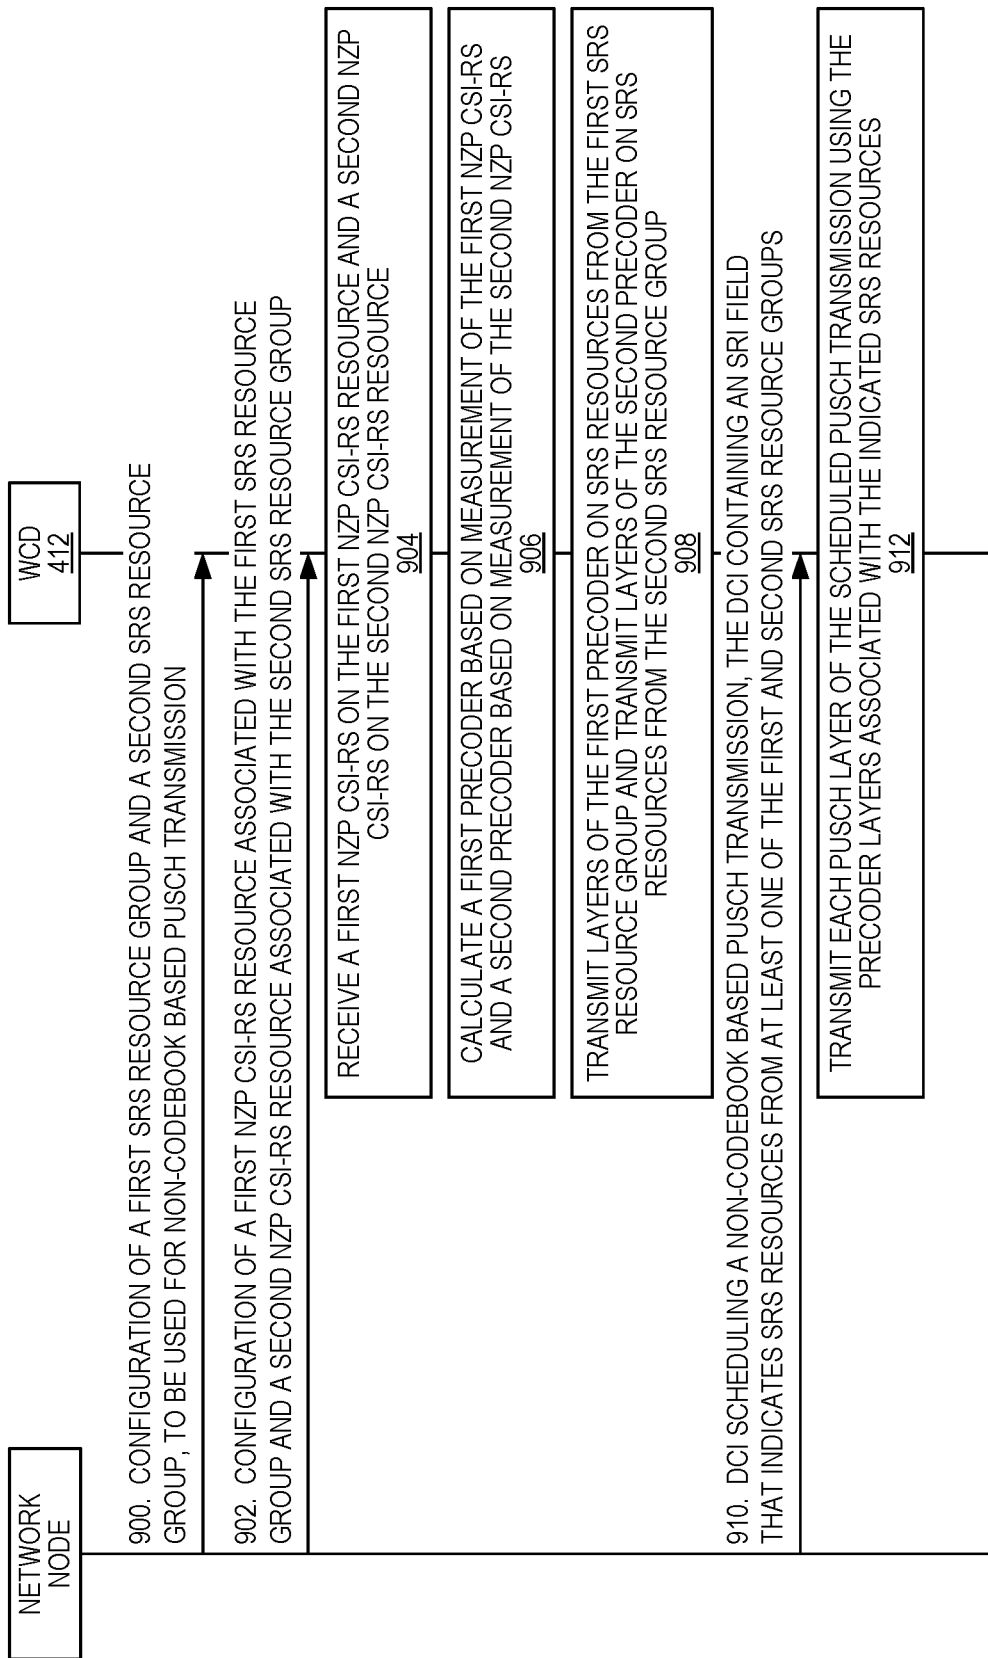 NETWORK
NODE
WCD
412
900. CONFIGURATION OF A FIRST SRS RESOURCE GROUP AND A SECOND SRS RESOURCE
GROUP, TO BE USED FOR NON-CODEBOOK BASED PUSCH TRANSMISSION
902. CONFIGURATION OF A FIRST NZP CSI-RS RESOURCE ASSOCIATED WITH THE FIRST SRS RESOURCE
GROUP AND A SECOND NZP CSI-RS RESOURCE ASSOCIATED WITH THE SECOND SRS RESOURCE GROUP
RECEIVE A FIRST NZP CSI-RS ON THE FIRST NZP CSI-RS RESOURCE AND A SECOND NZP
CSI-RS ON THE SECOND NZP CSI-RS RESOURCE
904
CALCULATE A FIRST PRECODER BASED ON MEASUREMENT OF THE FIRST NZP CSI-RS
AND A SECOND PRECODER BASED ON MEASUREMENT OF THE SECOND NZP CSI-RS
906
TRANSMIT LAYERS OF THE FIRST PRECODER ON SRS RESOURCES FROM THE FIRST SRS
RESOURCE GROUP AND TRANSMIT LAYERS OF THE SECOND PRECODER ON SRS
RESOURCES FROM THE SECOND SRS RESOURCE GROUP
908
910. DCI SCHEDULING A NON-CODEBOOK BASED PUSCH TRANSMISSION, THE DCI CONTAINING AN SRI FIELD
THAT INDICATES SRS RESOURCES FROM AT LEAST ONE OF THE FIRST AND SECOND SRS RESOURCE GROUPS
TRANSMIT EACH PUSCH LAYER OF THE SCHEDULED PUSCH TRANSMISSION USING THE
PRECODER LAYERS ASSOCIATED WITH THE INDICATED SRS RESOURCES
912